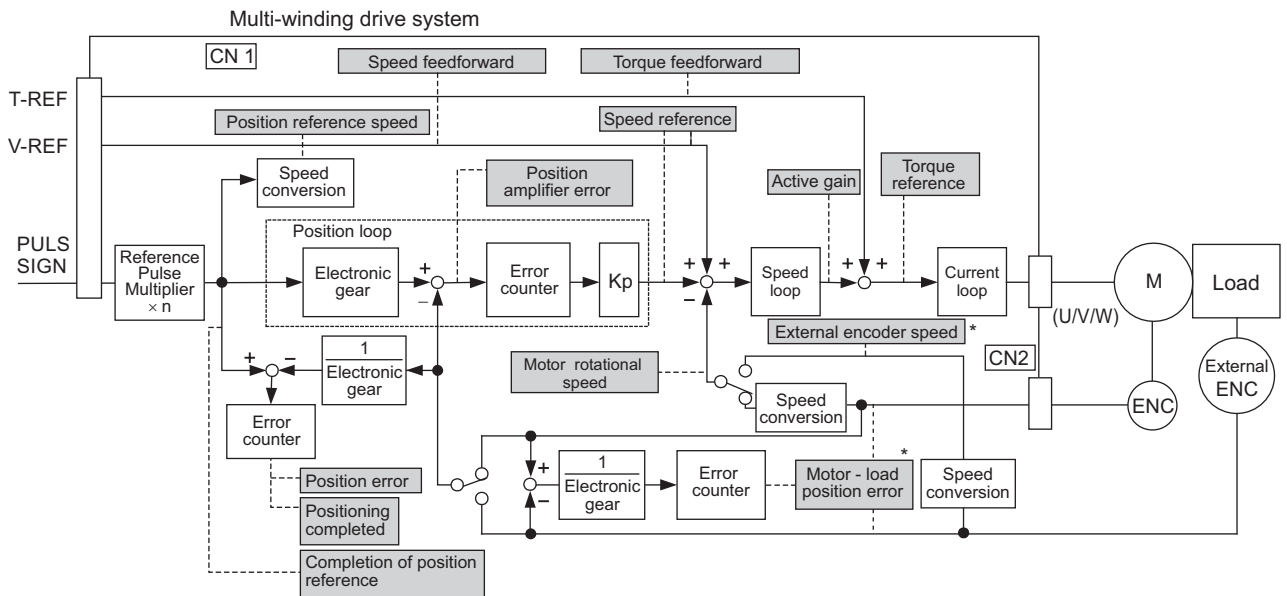 Multi-winding drive system
CN 1
Speed feedforward
Torque feedforward
T-REF
Position reference speed
Speed reference
V-REF
Speed
conversion
Position
amplifier error
Active gain
Torque
reference
PULS
SIGN
Reference
Pulse
Multiplier
× n
Position loop
Electronic
gear
+
−
Error
counter
Kp
+
+
−
Speed
loop
+
+
Current
loop
(U/V/W)
M
Load
External encoder speed *
CN2
Motor rotational
speed
Speed
conversion
ENC
External
ENC
+
−
1
Electronic
gear
Error
counter
+
−
1
Electronic
gear
Error
counter
*
Motor - load
position error
Speed
conversion
Position error
Positioning
completed
Completion of position
reference